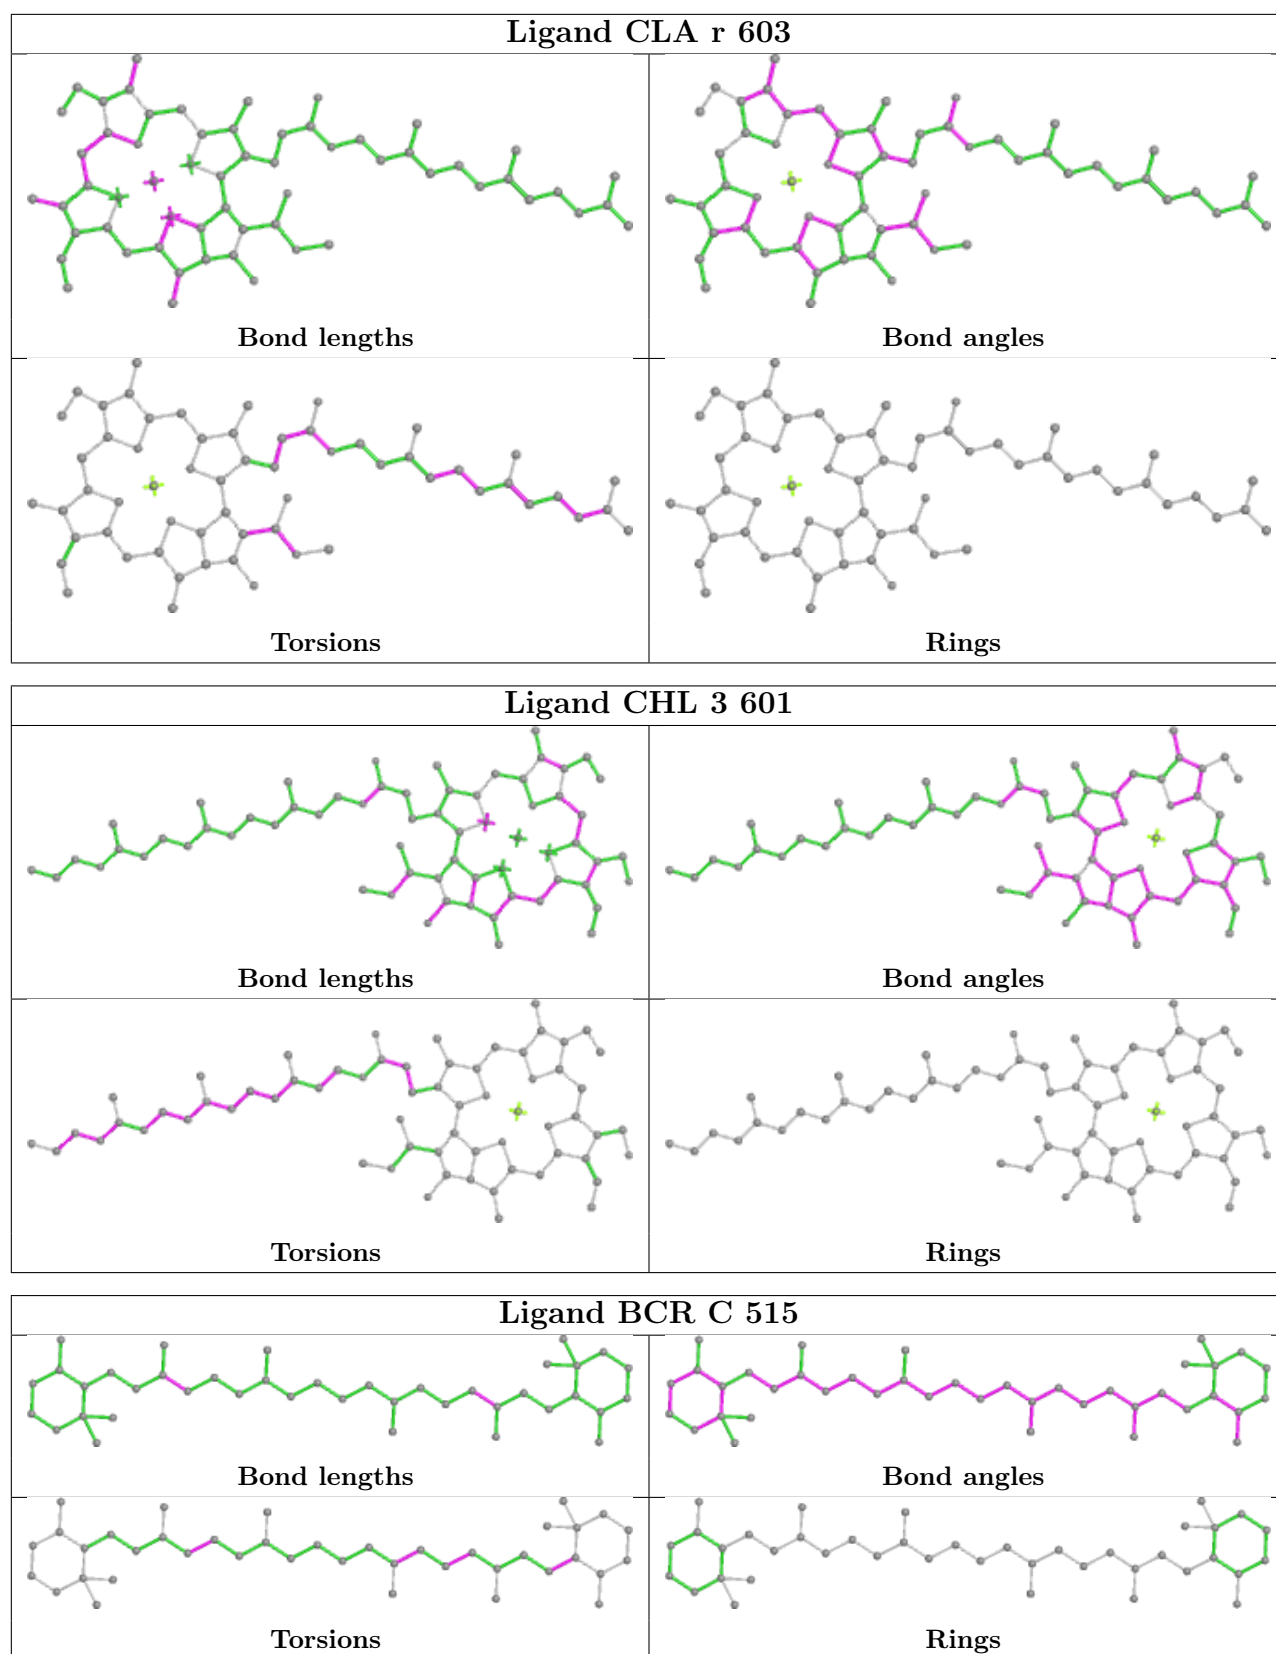 Ligand CLA r 603
Bond lengths
Bond angles
Torsions
Rings
Ligand CHL 3 601
Bond lengths
Bond angles
Torsions
Rings
Ligand BCR C 515
Bond lengths
Bond angles
Torsions
Rings